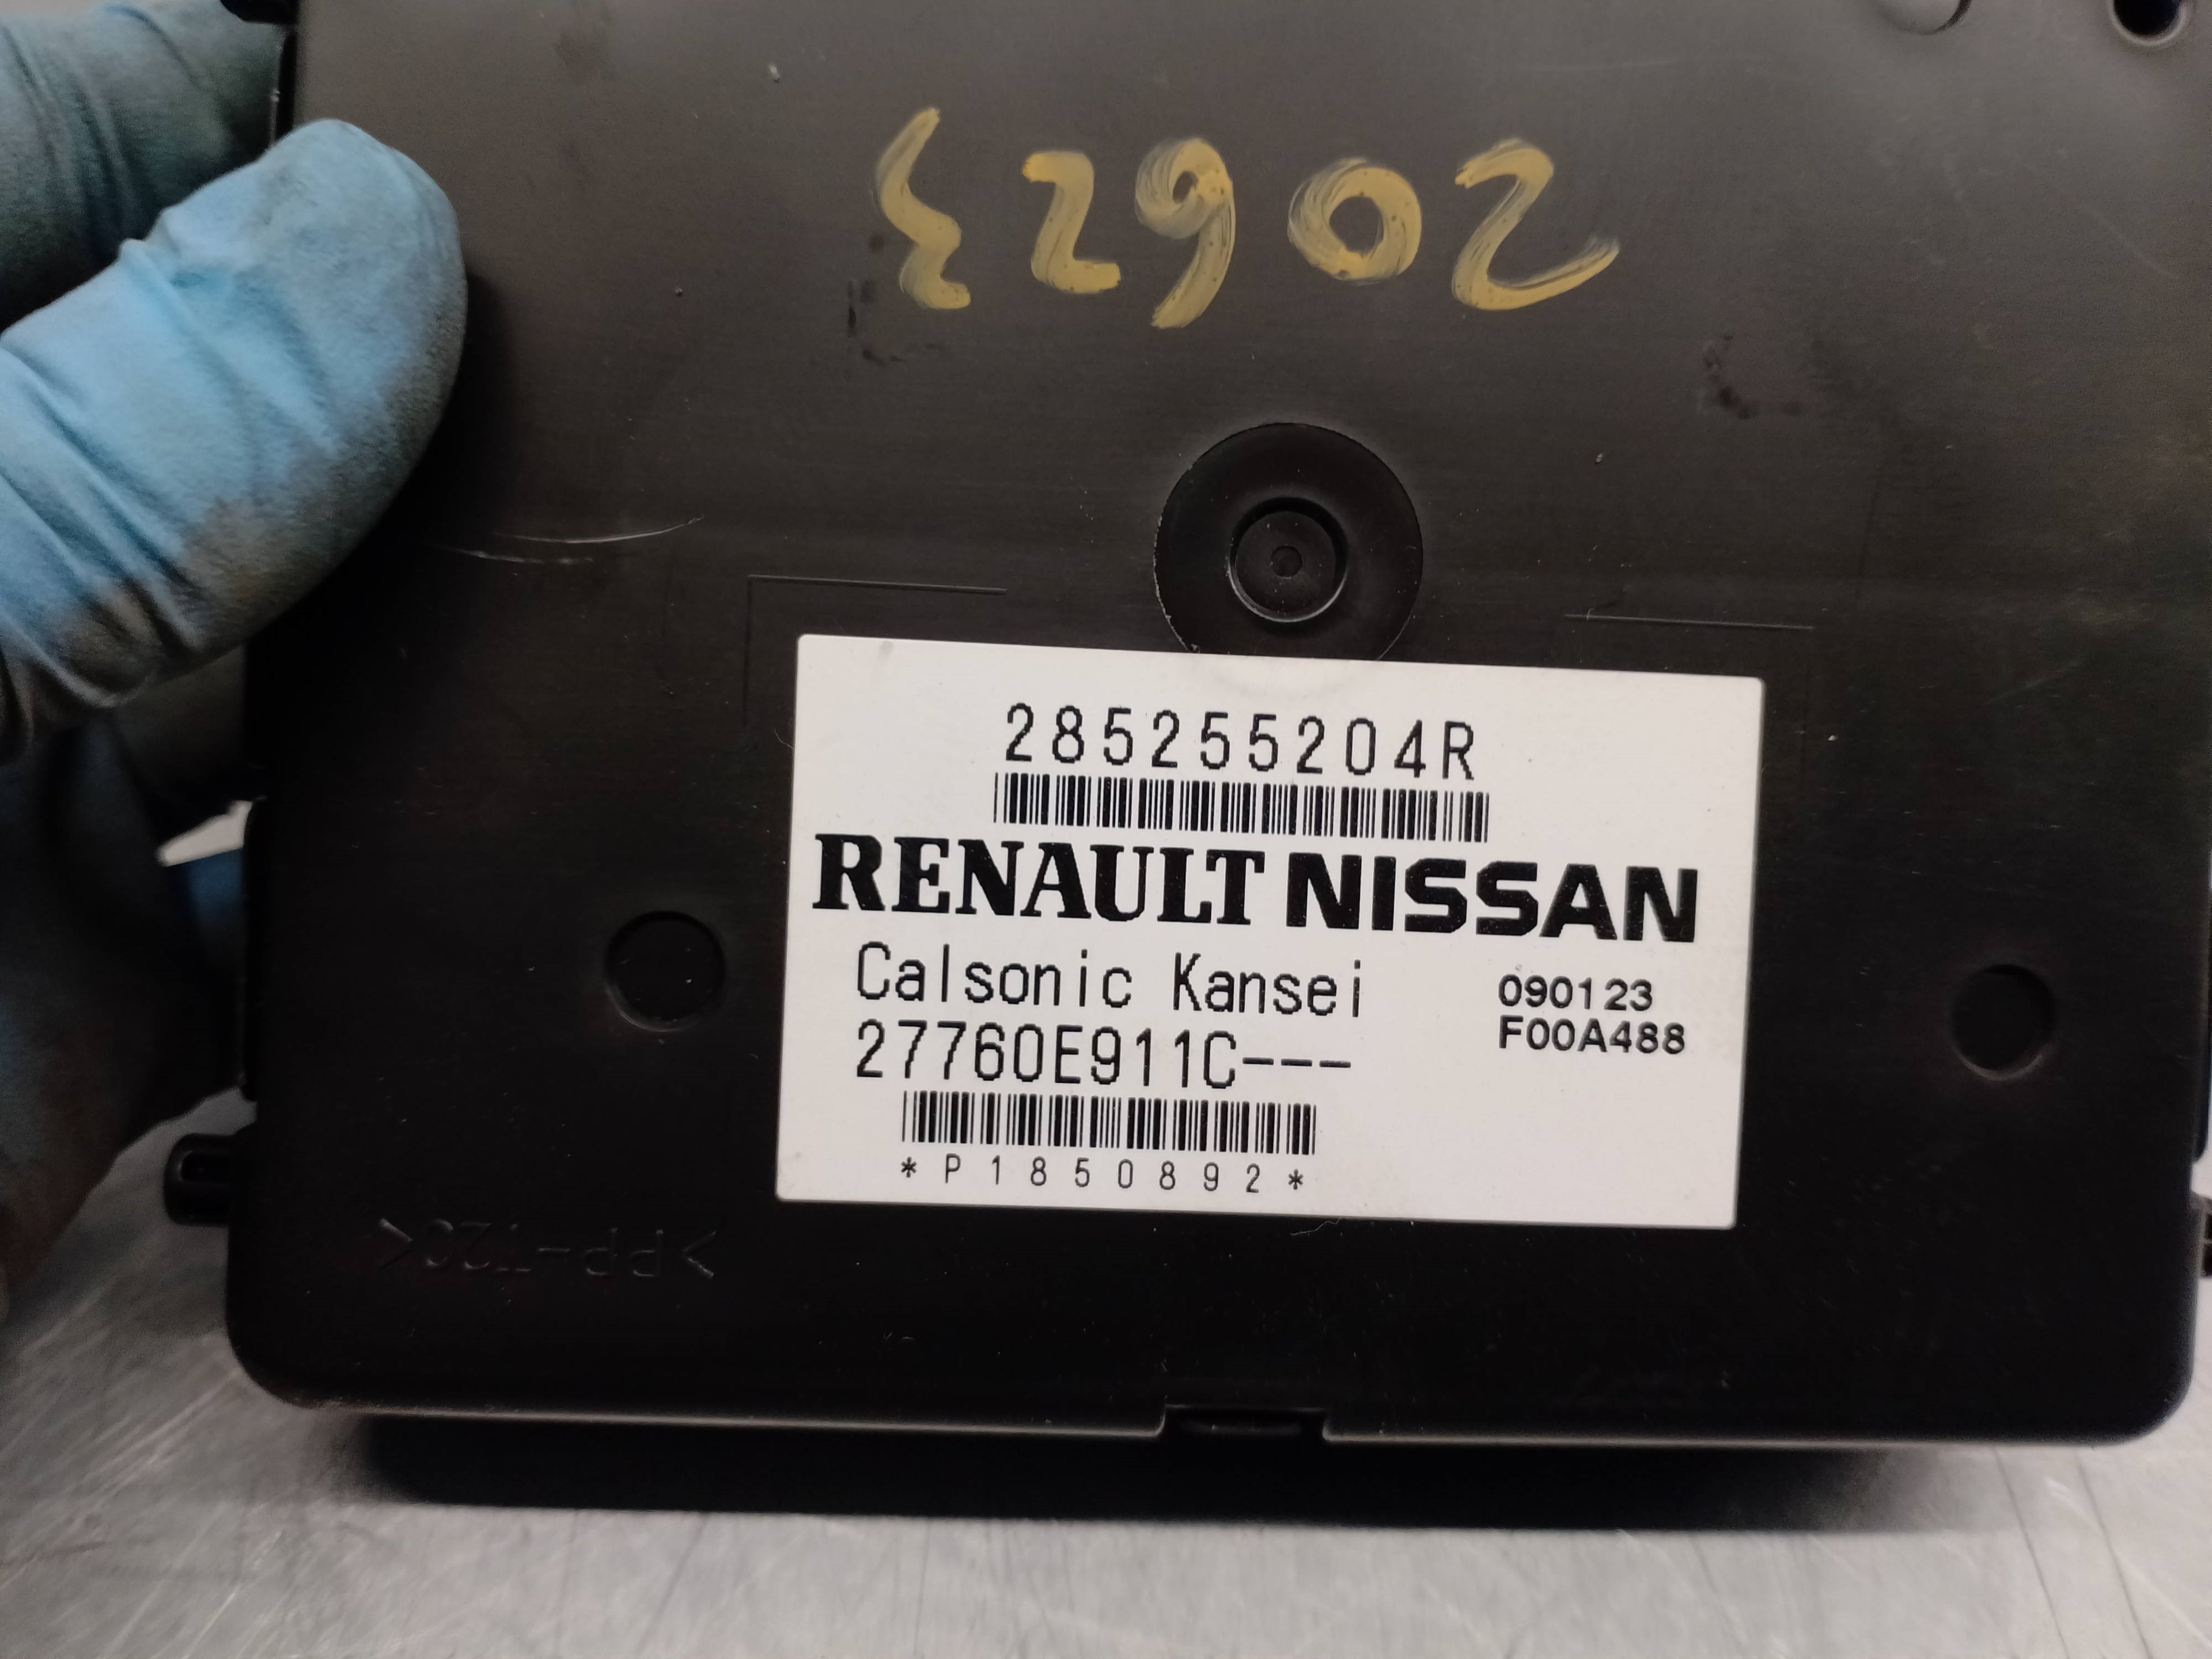 20623
285255204R
RENAULT NISSAN
Calsonic Kansei 090123
27760E911C--- F00A488
*P1850892*
>PP-T20<